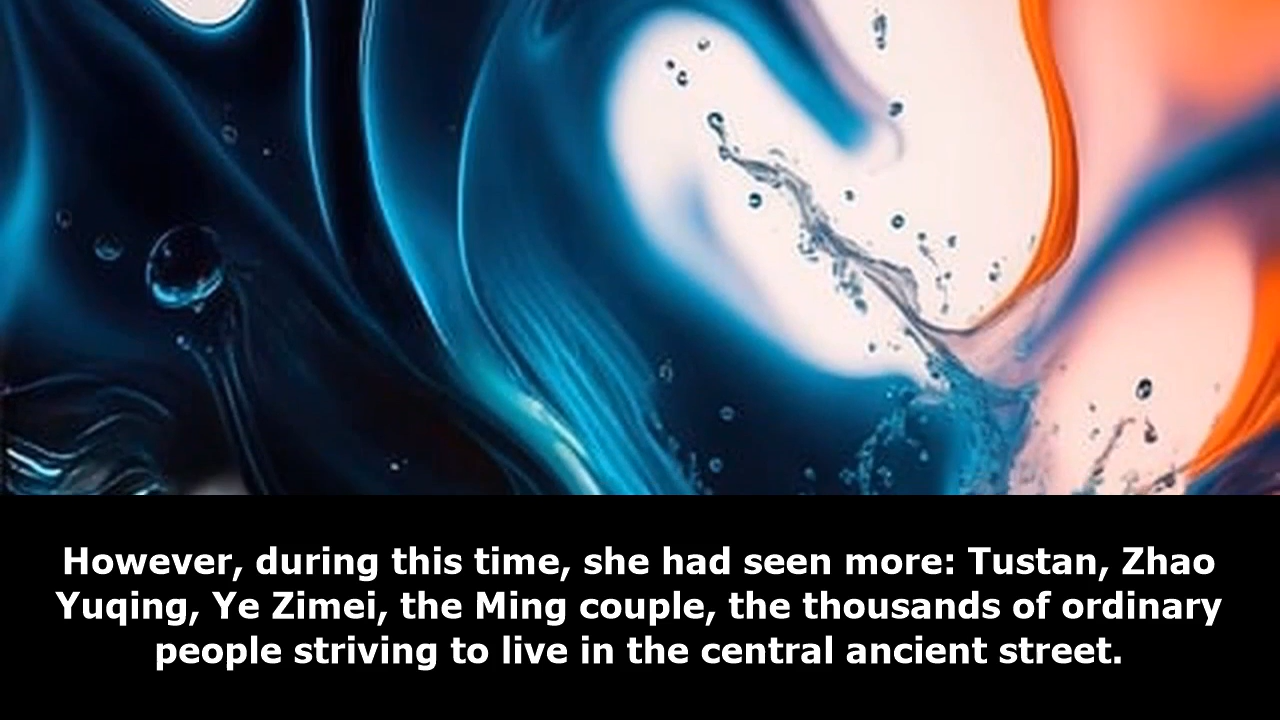 However, during this time, she had seen more: Tustan, Zhao
Yuqing, Ye Zimei, the Ming couple, the thousands of ordinary
people striving to live in the central ancient street.